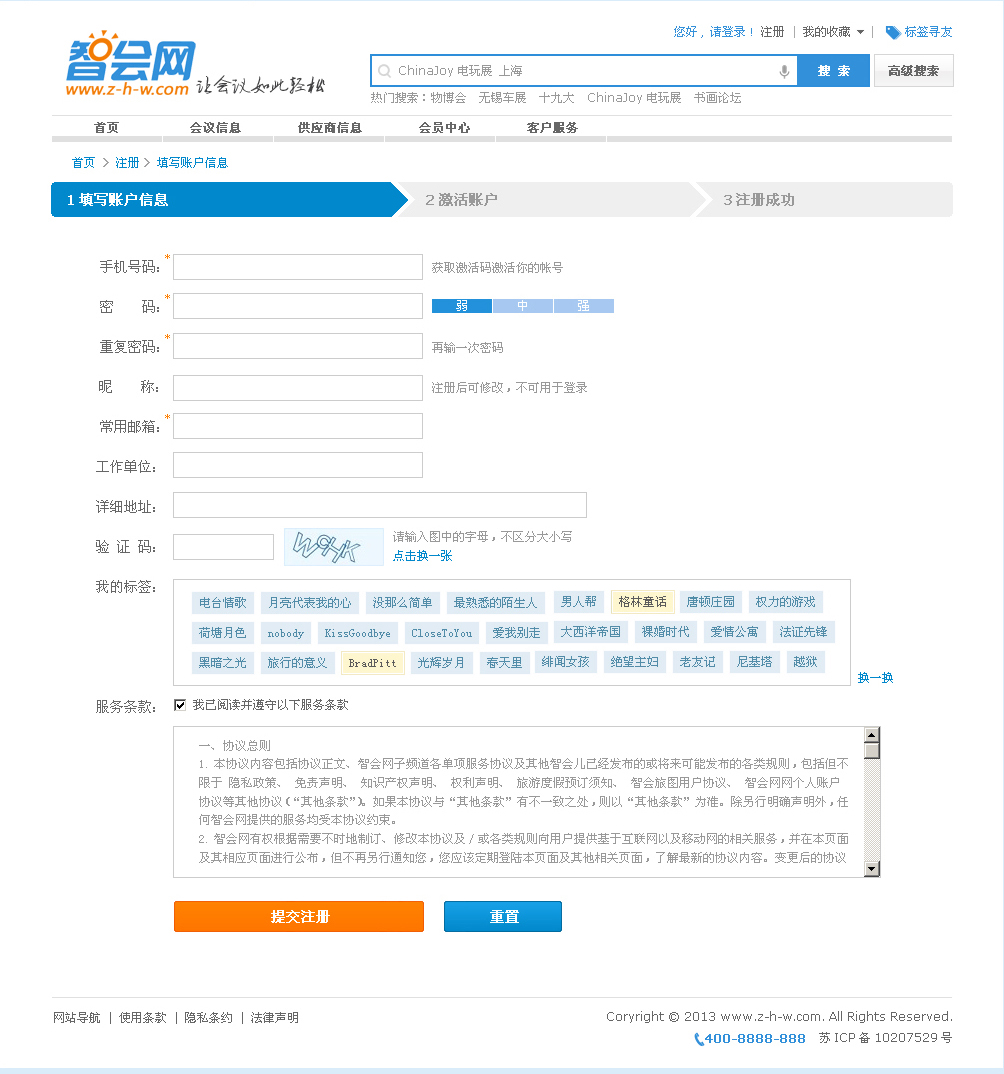 您好，请登录！ 注册 | 我的收藏 | 标签寻友
智会网
www.z-h-w.com 让会议如此轻松
ChinaJoy 电玩展 上海 搜 索 高级搜索
热门搜索：物博会 无锡车展 十九大 ChinaJoy 电玩展 书画论坛
首页 会议信息 供应商信息 会员中心 客户服务
首页 > 注册 > 填写账户信息
1 填写账户信息 2 激活账户 3 注册成功
手机号码：* 获取激活码激活你的帐号
密 码：* 弱 中 强
重复密码：* 再输一次密码
昵 称： 注册后可修改，不可用于登录
常用邮箱：*
工作单位：
详细地址：
验 证 码： 请输入图中的字母，不区分大小写
点击换一张
我的标签：
电台情歌 月亮代表我的心 没那么简单 最熟悉的陌生人 男人帮 格林童话 唐顿庄园 权力的游戏
荷塘月色 nobody KissGoodbye CloseToYou 爱我别走 大西洋帝国 裸婚时代 爱情公寓 法证先锋
黑暗之光 旅行的意义 BradPitt 光辉岁月 春天里 绯闻女孩 绝望主妇 老友记 尼基塔 越狱
换一换
服务条款： 我已阅读并遵守以下服务条款
一、协议总则
1. 本协议内容包括协议正文、智会网子频道各单项服务协议及其他智会儿已经发布的或将来可能发布的各类规则，包括但不
限于 隐私政策、 免责声明、 知识产权声明、 权利声明、 旅游度假预订须知、 智会旅图用户协议、 智会网网个人账户
协议等其他协议（“其他条款”）。如果本协议与“其他条款”有不一致之处，则以“其他条款”为准。除另行明确声明外，任
何智会网提供的服务均受本协议约束。
2. 智会网有权根据需要不时地制订、修改本协议及 / 或各类规则向用户提供基于互联网以及移动网的相关服务，并在本页面
及其相应页面进行公布，但不再另行通知您，您应该定期登陆本页面及其他相关页面，了解最新的协议内容。变更后的协议
提交注册 重置
网站导航 | 使用条款 | 隐私条约 | 法律声明 Coryright © 2013 www.z-h-w.com. All Rights Reserved.
400-8888-888 苏 ICP 备 10207529 号